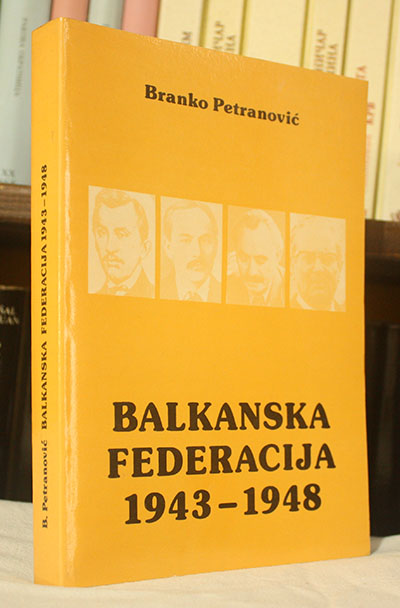 Branko Petranović
BALKANSKA
FEDERACIJA
1943–1948
B. Petranović BALKANSKA FEDERACIJA 1943–1948